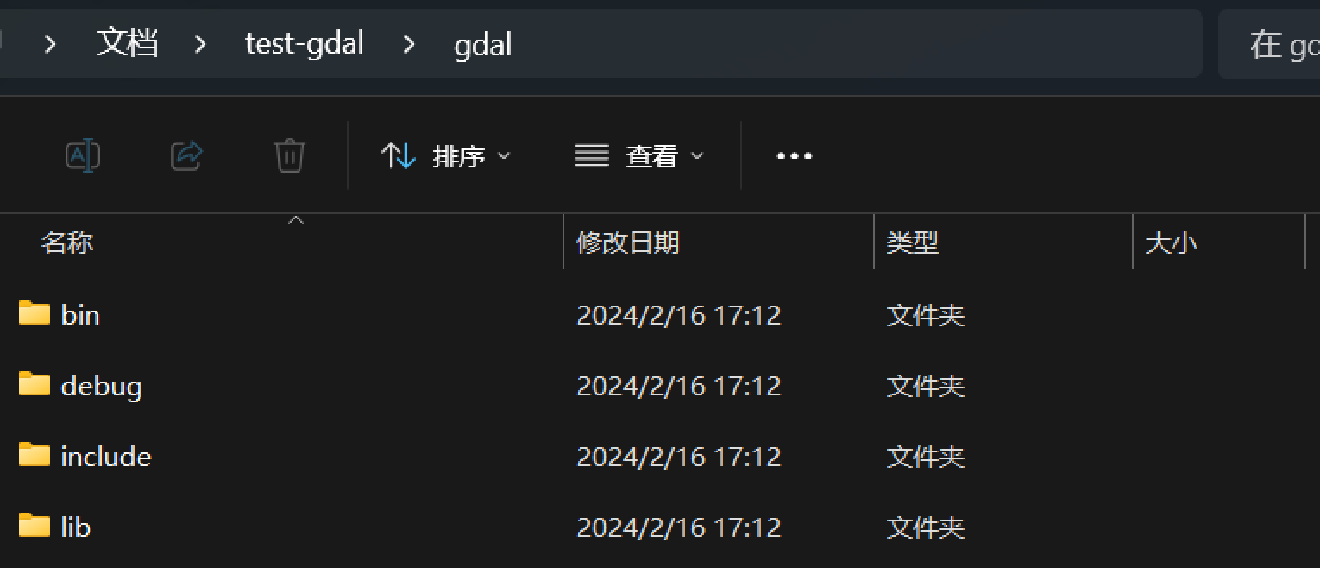 > 文档 > test-gdal > gdal 在 gd
排序 查看 •••
名称 修改日期 类型 大小
bin 2024/2/16 17:12 文件夹
debug 2024/2/16 17:12 文件夹
include 2024/2/16 17:12 文件夹
lib 2024/2/16 17:12 文件夹